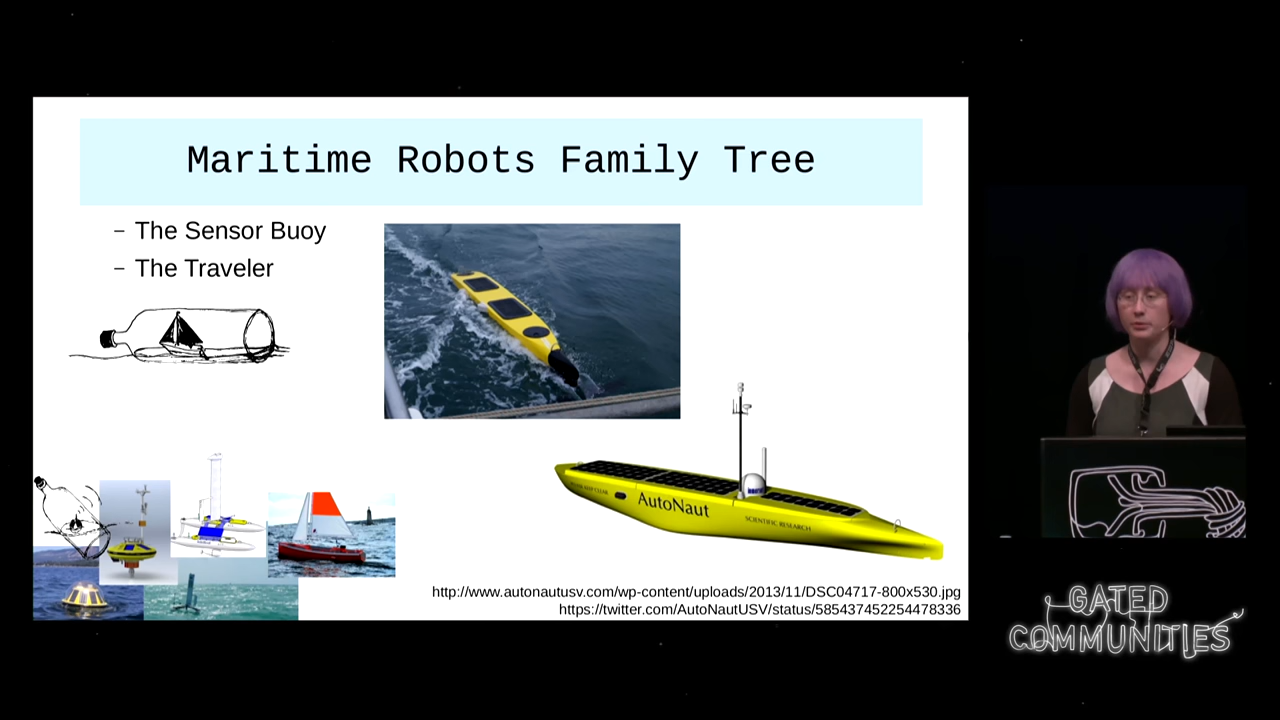 Maritime Robots Family Tree
– The Sensor Buoy
– The Traveler
AutoNaut
SCIENTIFIC RESEARCH
http://www.autonautusv.com/wp-content/uploads/2013/11/DSC04717-800x530.jpg
https://twitter.com/AutoNautUSV/status/585437452254478336
GATED
COMMUNITIES